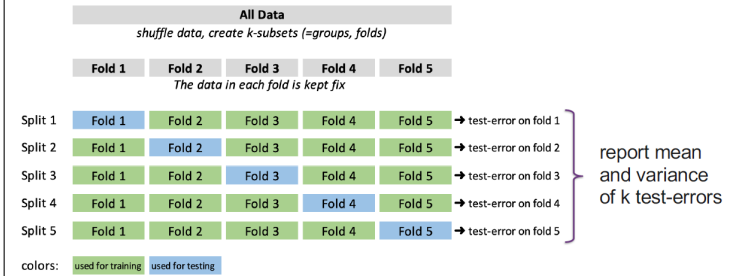 All Data
shuffle data, create k-subsets (=groups, folds)
Fold 1 Fold 2 Fold 3 Fold 4 Fold 5
The data in each fold is kept fix
Split 1 Fold 1 Fold 2 Fold 3 Fold 4 Fold 5 → test-error on fold 1
Split 2 Fold 1 Fold 2 Fold 3 Fold 4 Fold 5 → test-error on fold 2
Split 3 Fold 1 Fold 2 Fold 3 Fold 4 Fold 5 → test-error on fold 3
Split 4 Fold 1 Fold 2 Fold 3 Fold 4 Fold 5 → test-error on fold 4
Split 5 Fold 1 Fold 2 Fold 3 Fold 4 Fold 5 → test-error on fold 5
report mean
and variance
of k test-errors
colors: used for training used for testing